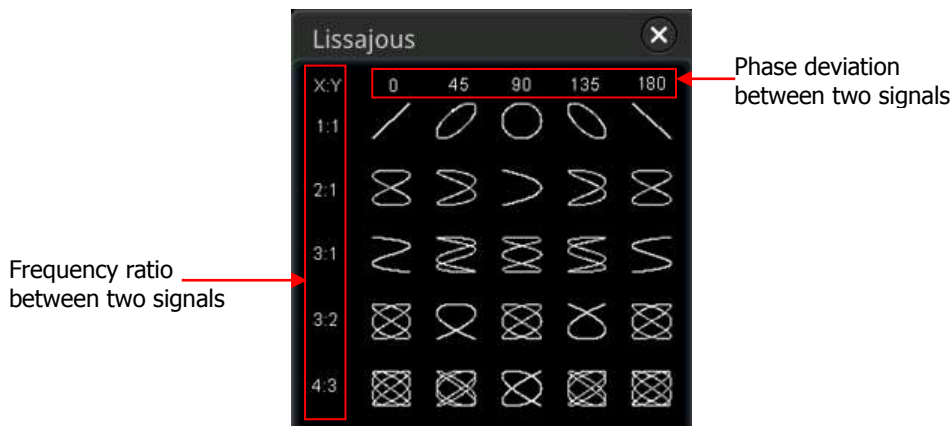 Lissajous
X:Y 0 45 90 135 180
1:1
2:1
3:1
3:2
4:3
Phase deviation
between two signals
Frequency ratio
between two signals